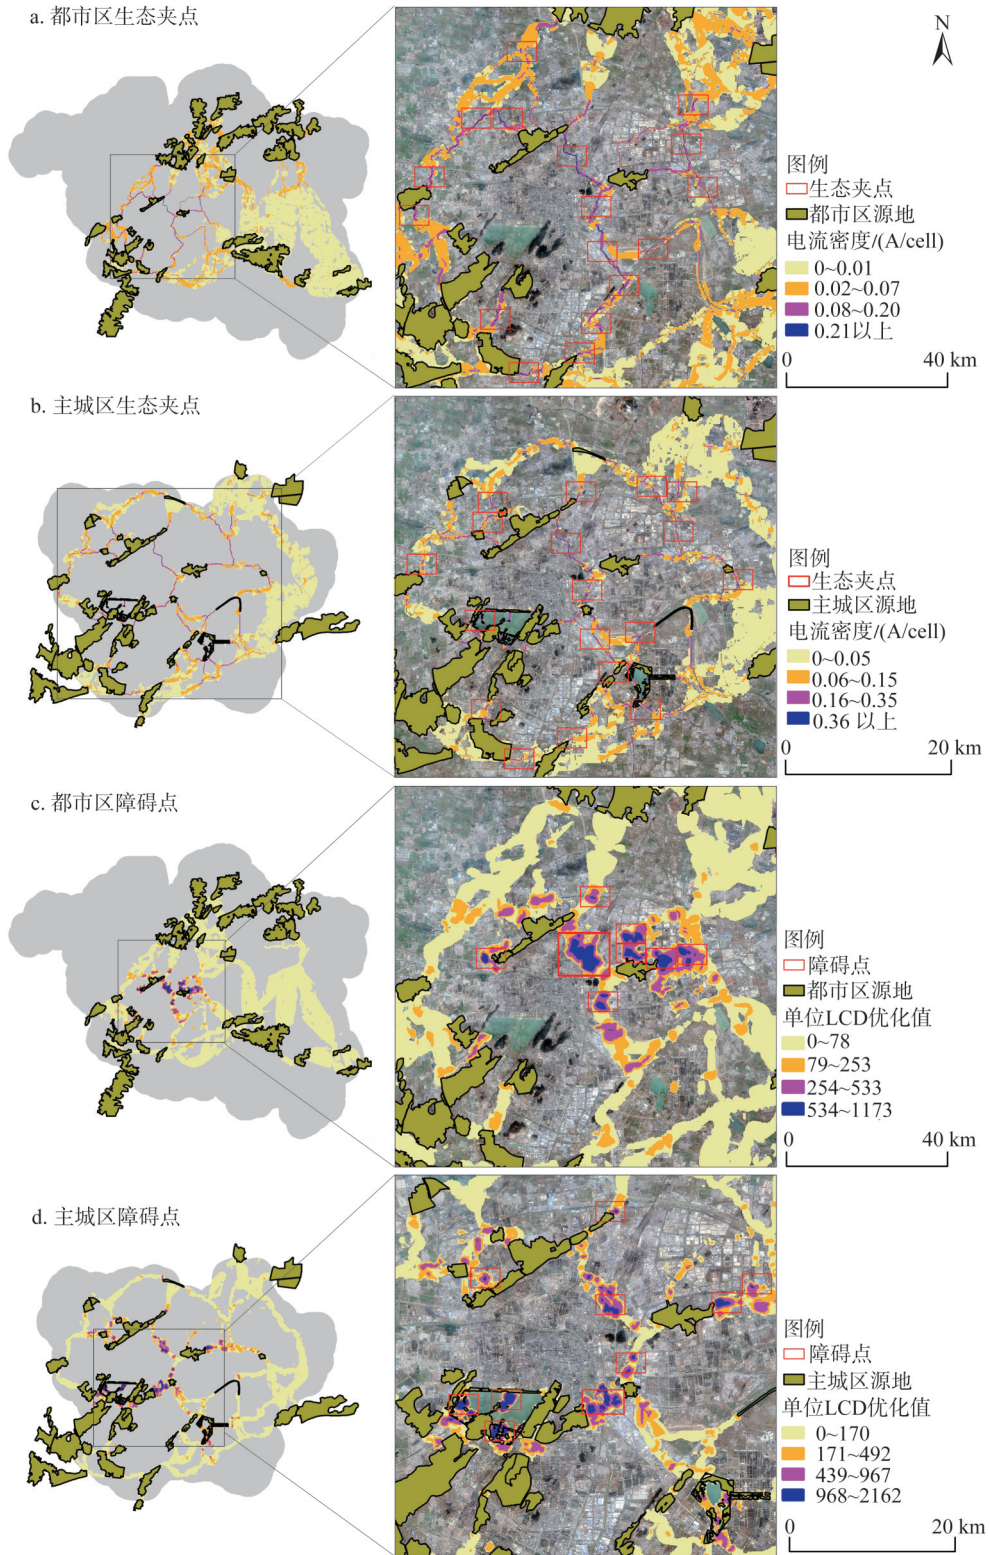 a. 都市区生态夹点
N
图例
生态夹点
都市区源地
电流密度/(A/cell)
0~0.01
0.02~0.07
0.08~0.20
0.21以上
0 40 km
b. 主城区生态夹点
图例
生态夹点
主城区源地
电流密度/(A/cell)
0~0.05
0.06~0.15
0.16~0.35
0.36 以上
0 20 km
c. 都市区障碍点
图例
障碍点
都市区源地
单位LCD优化值
0~78
79~253
254~533
534~1173
0 40 km
d. 主城区障碍点
图例
障碍点
主城区源地
单位LCD优化值
0~170
171~492
439~967
968~2162
0 20 km